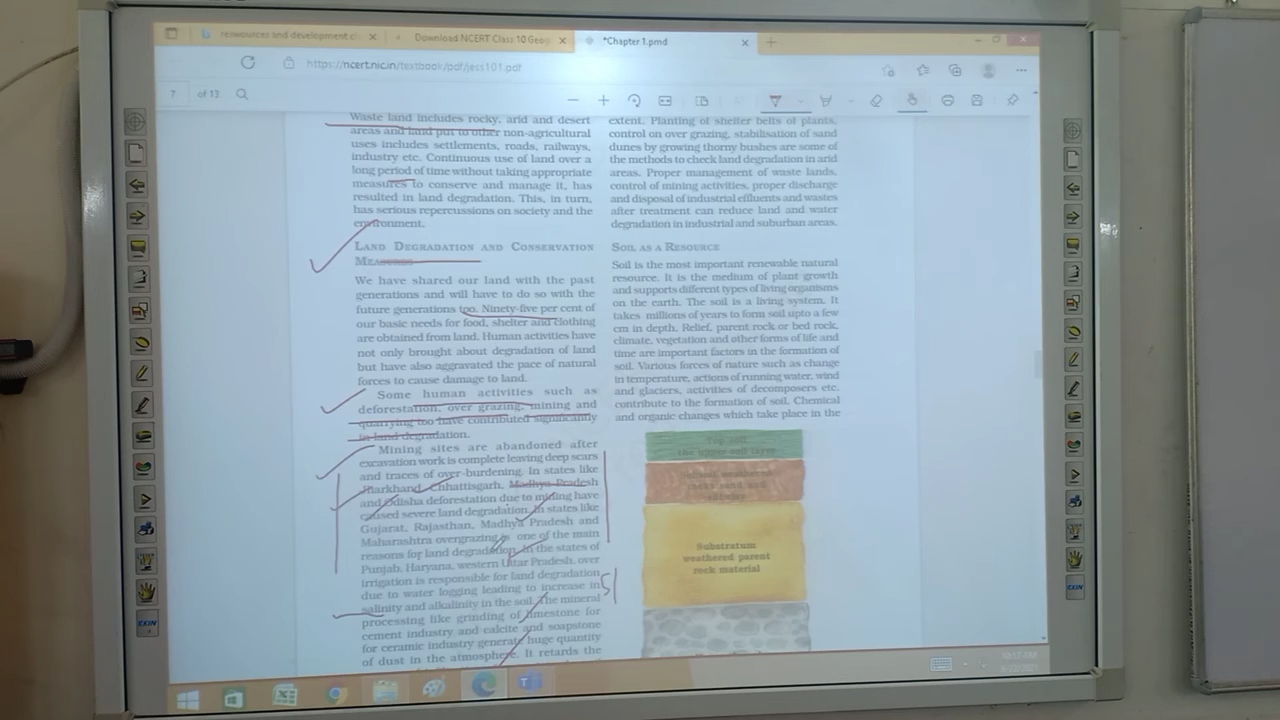 resources and development c
Download NCERT Class 10 Geog
*Chapter 1.pmd
https://ncert.nic.in/textbook/pdf/jess101.pdf
7 of 13
Waste land includes rocky, arid and desert
areas and land put to other non-agricultural
uses includes settlements, roads, railways,
industry etc. Continuous use of land over a
long period of time without taking appropriate
measures to conserve and manage it, has
resulted in land degradation. This, in turn,
has serious repercussions on society and the
environment.
LAND DEGRADATION AND CONSERVATION
MEASURES
We have shared our land with the past
generations and will have to do so with the
future generations too. Ninety-five per cent of
our basic needs for food, shelter and clothing
are obtained from land. Human activities have
not only brought about degradation of land
but have also aggravated the pace of natural
forces to cause damage to land.
Some human activities such as
deforestation, over grazing, mining and
quarrying too have contributed significantly
in land degradation.
Mining sites are abandoned after
excavation work is complete leaving deep scars
and traces of over-burdening. In states like
Jharkhand, Chhattisgarh, Madhya Pradesh
and Odisha deforestation due to mining have
caused severe land degradation. In states like
Gujarat, Rajasthan, Madhya Pradesh and
Maharashtra overgrazing is one of the main
reasons for land degradation. In the states of
Punjab, Haryana, western Uttar Pradesh, over
irrigation is responsible for land degradation
due to water logging leading to increase in
salinity and alkalinity in the soil. The mineral
processing like grinding of limestone for
cement industry and calcite and soapstone
for ceramic industry generate huge quantity
of dust in the atmosphere. It retards the
extent. Planting of shelter belts of plants,
control on over grazing, stabilisation of sand
dunes by growing thorny bushes are some of
the methods to check land degradation in arid
areas. Proper management of waste lands,
control of mining activities, proper discharge
and disposal of industrial effluents and wastes
after treatment can reduce land and water
degradation in industrial and suburban areas.
SOIL AS A RESOURCE
Soil is the most important renewable natural
resource. It is the medium of plant growth
and supports different types of living organisms
on the earth. The soil is a living system. It
takes millions of years to form soil upto a few
cm in depth. Relief, parent rock or bed rock,
climate, vegetation and other forms of life and
time are important factors in the formation of
soil. Various forces of nature such as change
in temperature, actions of running water, wind
and glaciers, activities of decomposers etc.
contribute to the formation of soil. Chemical
and organic changes which take place in the
Top soil
the upper soil layer
Substratum
weathered parent
rock material
EXIN
EXIN